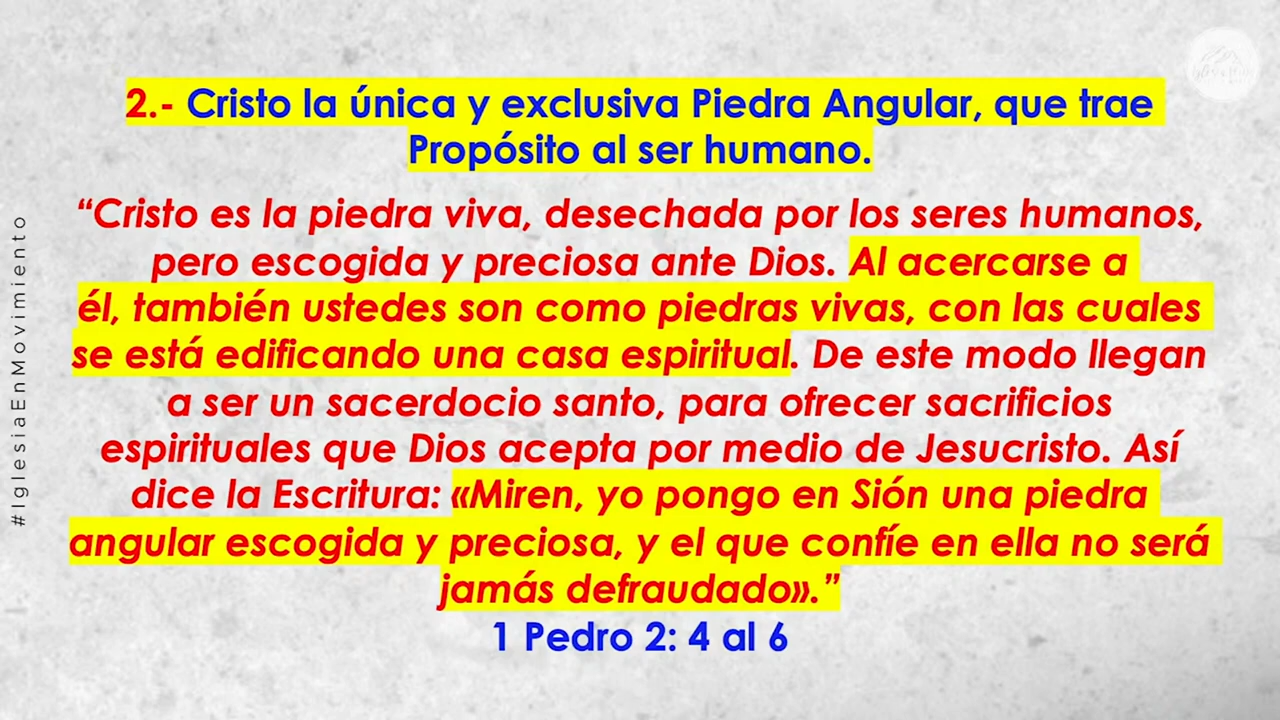 2.- Cristo la única y exclusiva Piedra Angular, que trae
Propósito al ser humano.
“Cristo es la piedra viva, desechada por los seres humanos,
pero escogida y preciosa ante Dios. Al acercarse a
él, también ustedes son como piedras vivas, con las cuales
se está edificando una casa espiritual. De este modo llegan
a ser un sacerdocio santo, para ofrecer sacrificios
espirituales que Dios acepta por medio de Jesucristo. Así
dice la Escritura: «Miren, yo pongo en Sión una piedra
angular escogida y preciosa, y el que confíe en ella no será
jamás defraudado».”
1 Pedro 2: 4 al 6
#IglesiaEnMovimiento